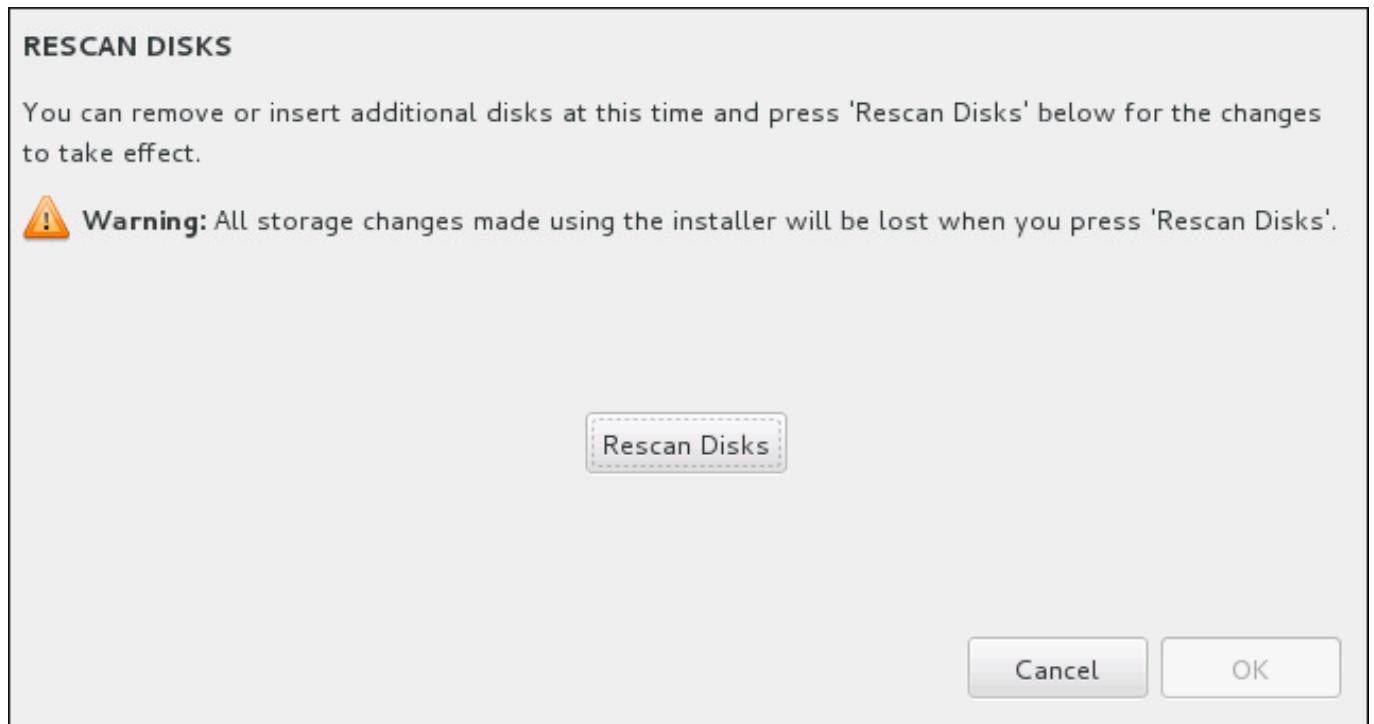 RESCAN DISKS
You can remove or insert additional disks at this time and press 'Rescan Disks' below for the changes
to take effect.
Warning: All storage changes made using the installer will be lost when you press 'Rescan Disks'.
Rescan Disks
Cancel
OK